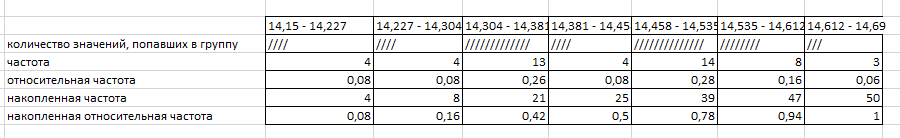 14,15 - 14,227 14,227 - 14,304 14,304 - 14,381 14,381 - 14,45 14,458 - 14,535 14,535 - 14,612 14,612 - 14,69
количество значений, попавших в группу //// //// ///////////// //// ////////////// //////// ///
частота 4 4 13 4 14 8 3
относительная частота 0,08 0,08 0,26 0,08 0,28 0,16 0,06
накопленная частота 4 8 21 25 39 47 50
накопленная относительная частота 0,08 0,16 0,42 0,5 0,78 0,94 1